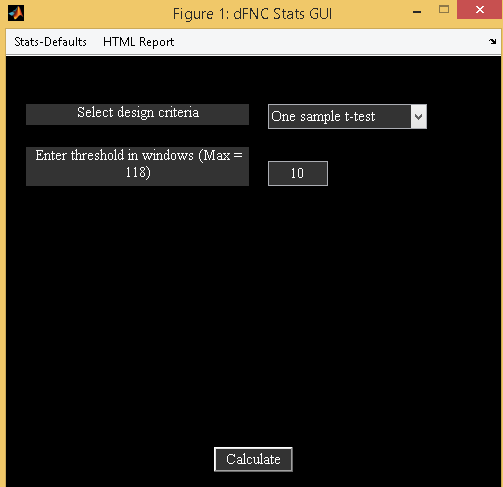 Figure 1: dFNC Stats GUI
Stats-Defaults HTML Report
Select design criteria One sample t-test
Enter threshold in windows (Max =
118)
10
Calculate